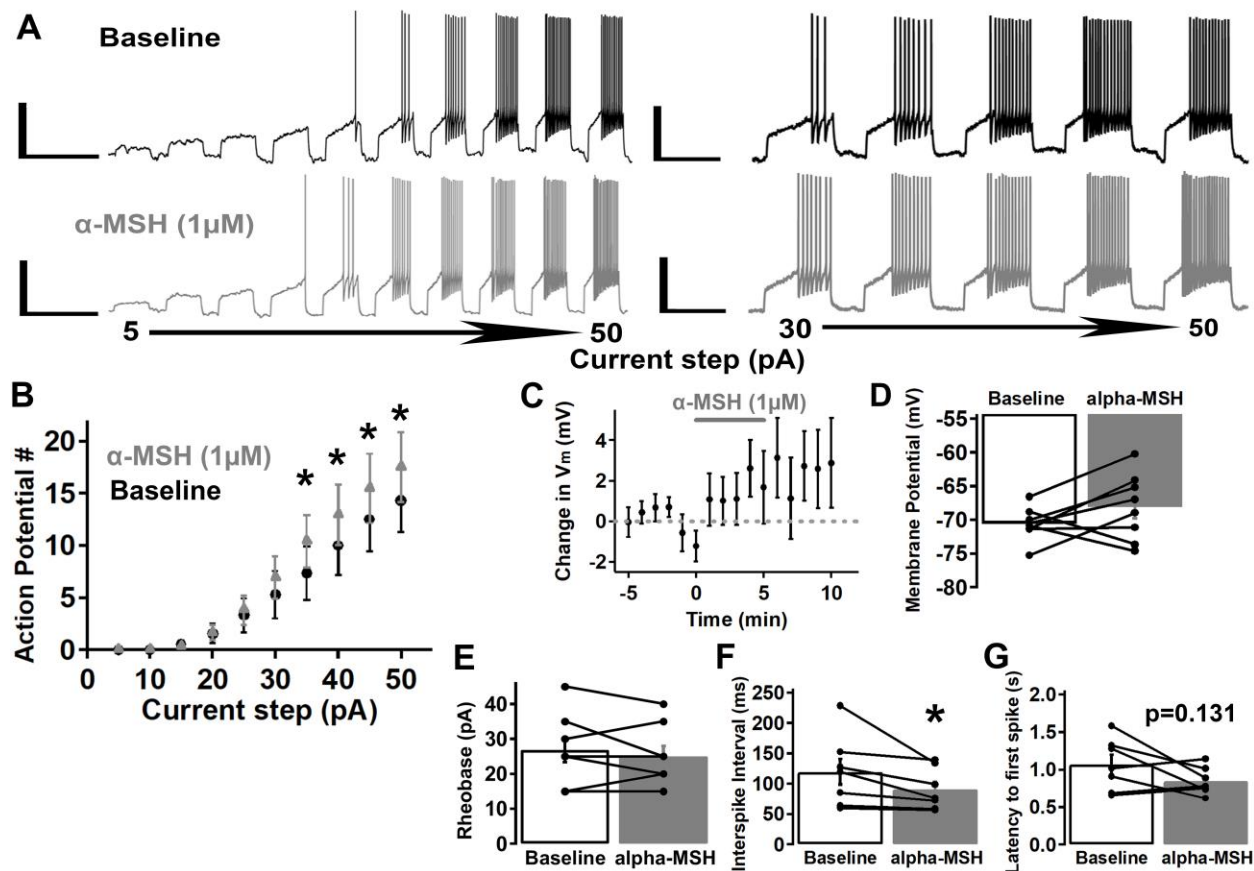 A
Baseline
α-MSH (1μM)
5
50
30
50
Current step (pA)
B
Action Potential #
20
15
10
5
0
α-MSH (1μM)
Baseline
*
*
*
*
0
10
20
30
40
50
Current step (pA)
C
α-MSH (1μM)
Change in Vm (mV)
4
2
0
-2
-5
0
5
10
Time (min)
D
Baseline
alpha-MSH
Membrane Potential (mV)
-55
-60
-65
-70
-75
-80
E
Rheobase (pA)
40
30
20
10
0
Baseline
alpha-MSH
F
Interspike Interval (ms)
250
200
150
100
50
0
*
Baseline
alpha-MSH
G
Latency to first spike (s)
2.0
1.5
1.0
0.5
0.0
p=0.131
Baseline
alpha-MSH